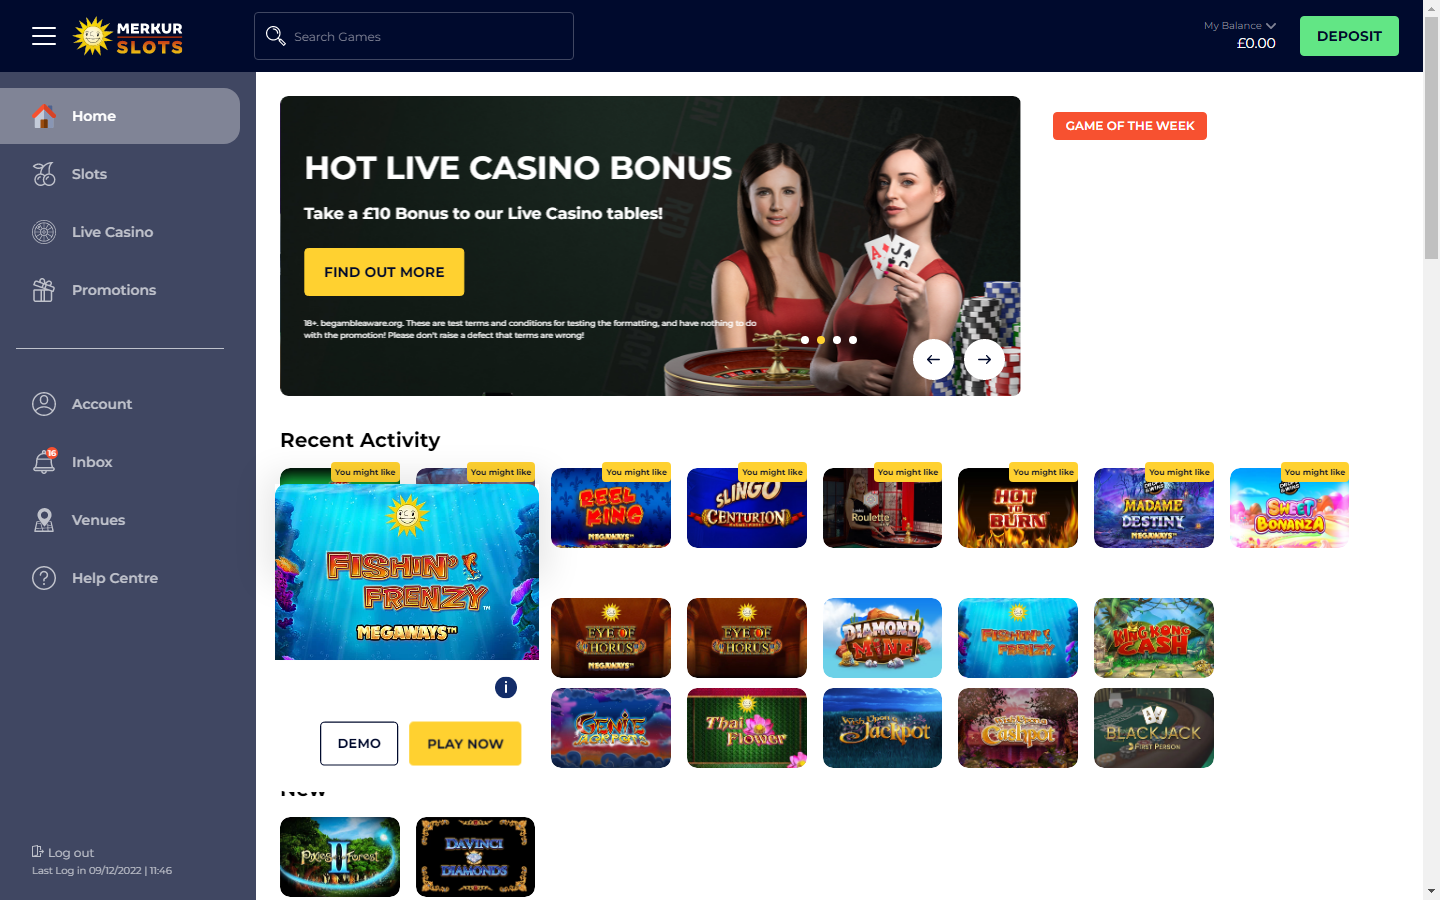 MERKUR
SLOTS
Search Games
My Balance
£0.00
DEPOSIT
Home
Slots
Live Casino
Promotions
Account
16
Inbox
Venues
Help Centre
Log out
Last Log in 09/12/2022 | 11:46
HOT LIVE CASINO BONUS
Take a £10 Bonus to our Live Casino tables!
FIND OUT MORE
18+. begambleaware.org. These are test terms and conditions for testing the formatting, and have nothing to do
with the promotion! Please don't raise a defect that terms are wrong!
GAME OF THE WEEK
Recent Activity
You might like
You might like
You might like
You might like
You might like
You might like
You might like
You might like
REEL
KING
MEGAWAYS™
SLINGO
CENTURION
Roulette
HOT
TO
BURN
MADAME
DESTINY
MEGAWAYS™
SWEET
BONANZA
FISHIN'
FRENZY™
MEGAWAYS™
i
DEMO
PLAY NOW
EYE OF
HORUS
MEGAWAYS™
EYE OF
HORUS
DIAMOND
MINE
FISHIN'
FRENZY
KING KONG
CASH
GENIE
JACKPOTS
Thai
Flower
Wish Upon a
Jackpot
Cashpot
BLACKJACK
FIRST PERSON
New
Pixies of the Forest
II
DAVINCI
DIAMONDS